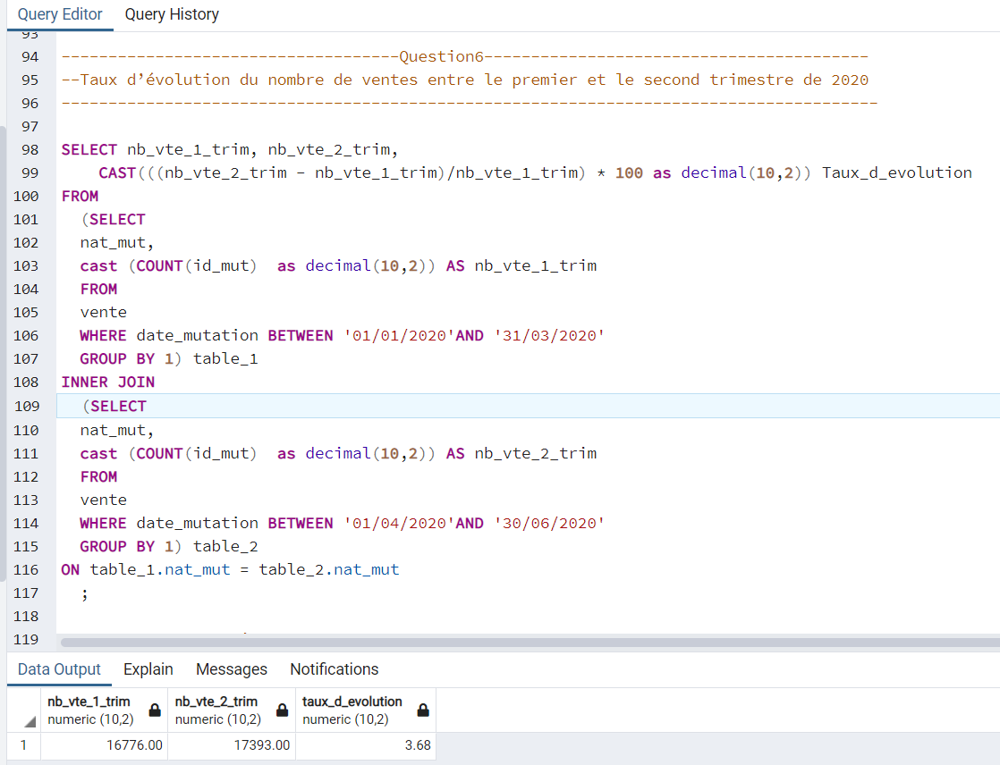 Query Editor Query History
93
94 ------------------------------------Question6-----------------------------------------
95 --Taux d’évolution du nombre de ventes entre le premier et le second trimestre de 2020
96 ---------------------------------------------------------------------------------------
97
98 SELECT nb_vte_1_trim, nb_vte_2_trim,
99     CAST(((nb_vte_2_trim - nb_vte_1_trim)/nb_vte_1_trim) * 100 as decimal(10,2)) Taux_d_evolution
100 FROM
101   (SELECT
102   nat_mut,
103   cast (COUNT(id_mut)  as decimal(10,2)) AS nb_vte_1_trim
104   FROM
105   vente
106   WHERE date_mutation BETWEEN '01/01/2020'AND '31/03/2020'
107   GROUP BY 1) table_1
108 INNER JOIN
109   (SELECT
110   nat_mut,
111   cast (COUNT(id_mut)  as decimal(10,2)) AS nb_vte_2_trim
112   FROM
113   vente
114   WHERE date_mutation BETWEEN '01/04/2020'AND '30/06/2020'
115   GROUP BY 1) table_2
116 ON table_1.nat_mut = table_2.nat_mut
117   ;
118
119
Data Output Explain Messages Notifications
nb_vte_1_trim nb_vte_2_trim taux_d_evolution
numeric (10,2) numeric (10,2) numeric (10,2)
1 16776.00 17393.00 3.68